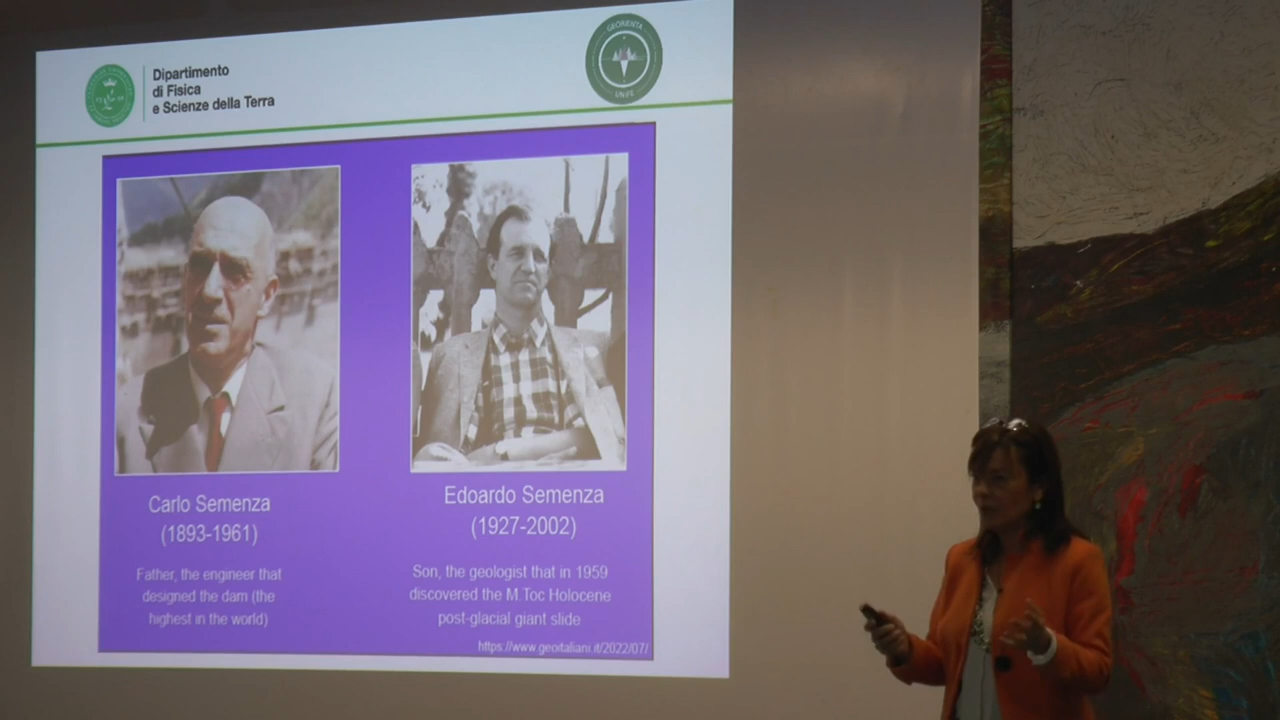 Dipartimento
di Fisica
e Scienze della Terra
GEORIENTA
UNIFE
Carlo Semenza
(1893-1961)
Father, the engineer that
designed the dam (the
highest in the world)
Edoardo Semenza
(1927-2002)
Son, the geologist that in 1959
discovered the M.Toc Holocene
post-glacial giant slide
https://www.geoitaliani.it/2022/07/